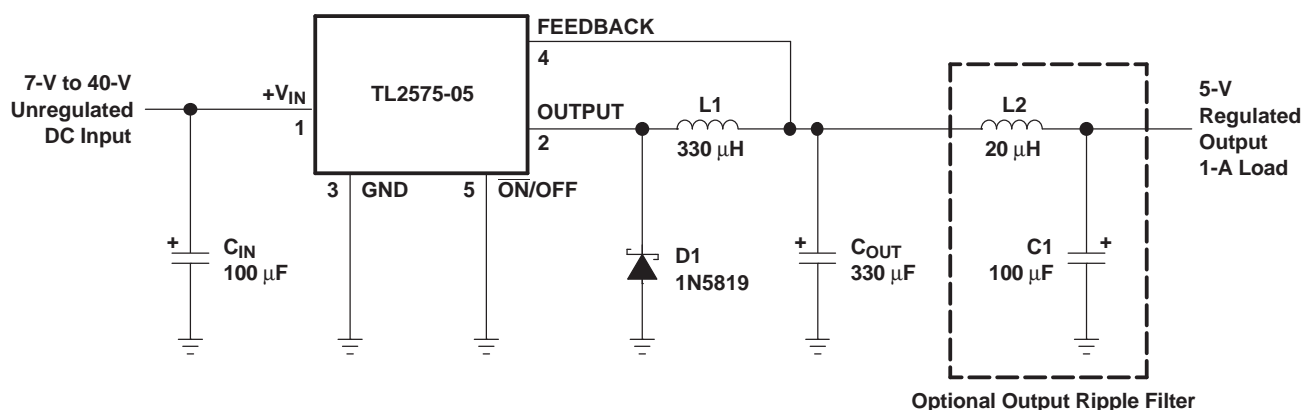 FEEDBACK
4
7-V to 40-V
Unregulated
DC Input
+VIN
1
TL2575-05
OUTPUT
2
L1
330 μH
L2
20 μH
5-V
Regulated
Output
1-A Load
3 GND
5 ON/OFF
CIN
100 μF
+
D1
1N5819
+
COUT
330 μF
C1
100 μF
+
Optional Output Ripple Filter